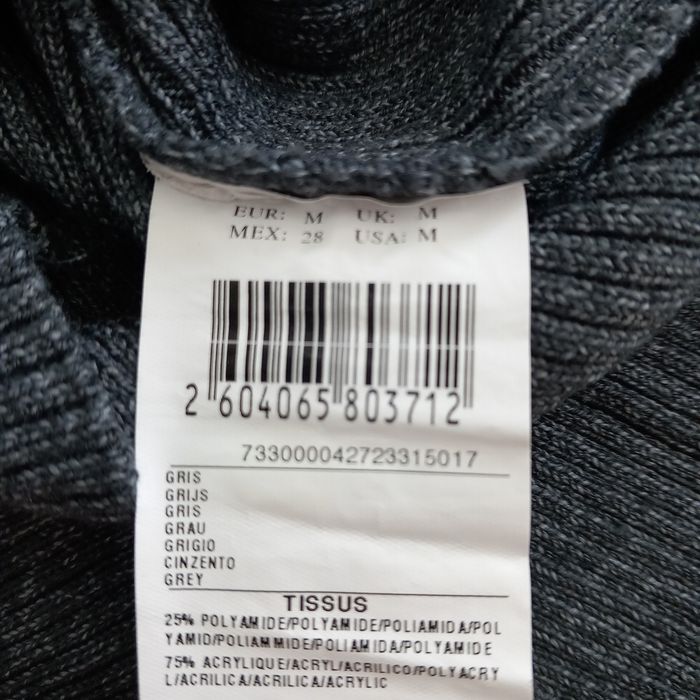 EUR: M UK: M
MEX: 28 USA: M
2 604065 803712
733000042723315017
GRIS
GRIJS
GRIS
GRAU
GRIGIO
CINZENTO
GREY
TISSUS
25% POLYAMIDE/POLYAMIDE/POLIAMIDA/POL
YAMID/POLIAMMIDE/POLIAMIDA/POLYAMIDE
75% ACRYLIQUE/ACRYL/ACRILICO/POLYACRY
L/ACRILICA/ACRILICA/ACRYLIC